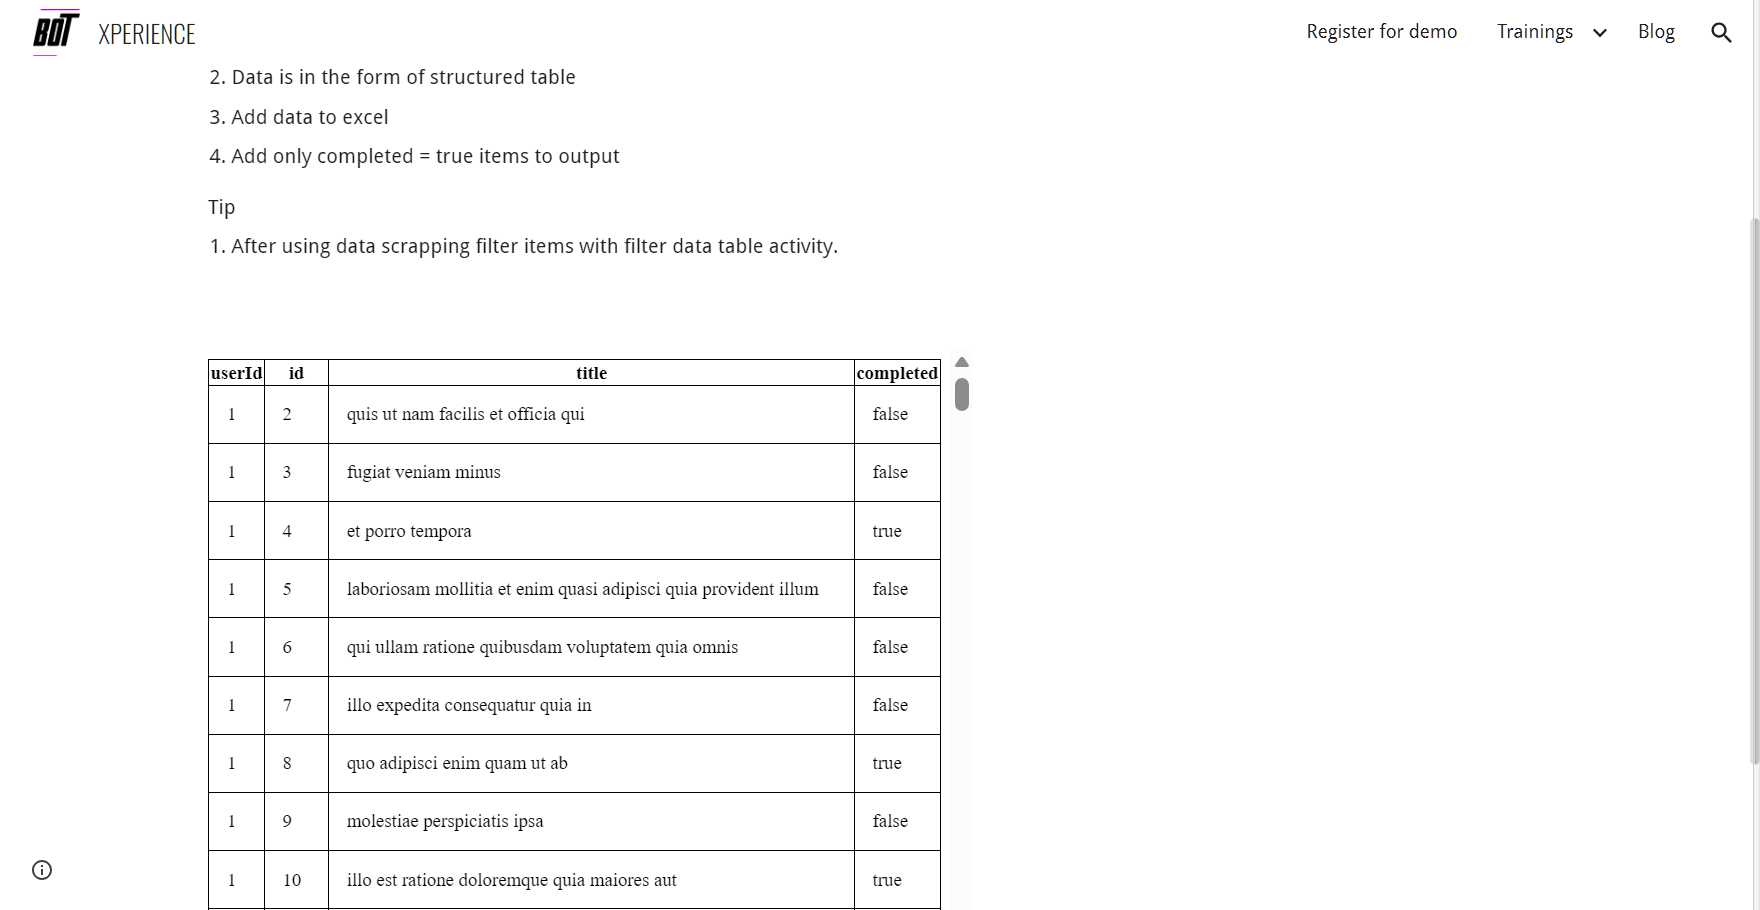 BOT XPERIENCE Register for demo Trainings Blog
2. Data is in the form of structured table
3. Add data to excel
4. Add only completed = true items to output
Tip
1. After using data scrapping filter items with filter data table activity.
userId id title completed
1 2 quis ut nam facilis et officia qui false
1 3 fugiat veniam minus false
1 4 et porro tempora true
1 5 laboriosam mollitia et enim quasi adipisci quia provident illum false
1 6 qui ullam ratione quibusdam voluptatem quia omnis false
1 7 illo expedita consequatur quia in false
1 8 quo adipisci enim quam ut ab true
1 9 molestiae perspiciatis ipsa false
1 10 illo est ratione doloremque quia maiores aut true